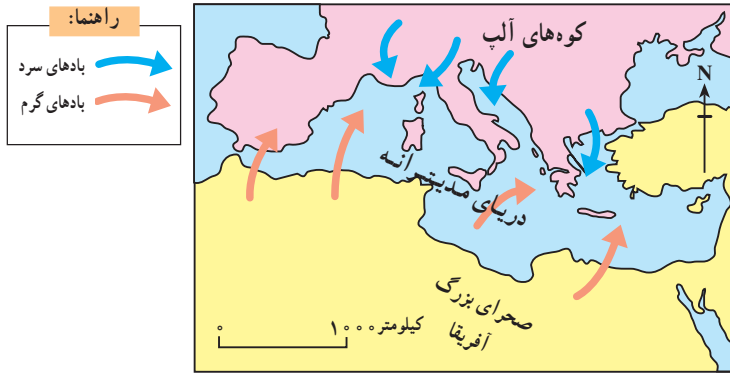 راهنما:
بادهای سرد
بادهای گرم
کوه‌های آلپ
N
دریای مدیترانه
صحرای بزرگ
آفریقا
۰ ۱۰۰۰ کیلومتر